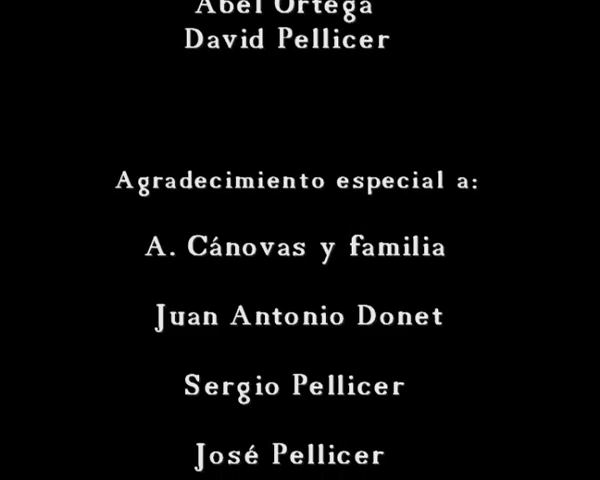 Abel Ortega
David Pellicer
Agradecimiento especial a:
A. Cánovas y familia
Juan Antonio Donet
Sergio Pellicer
José Pellicer